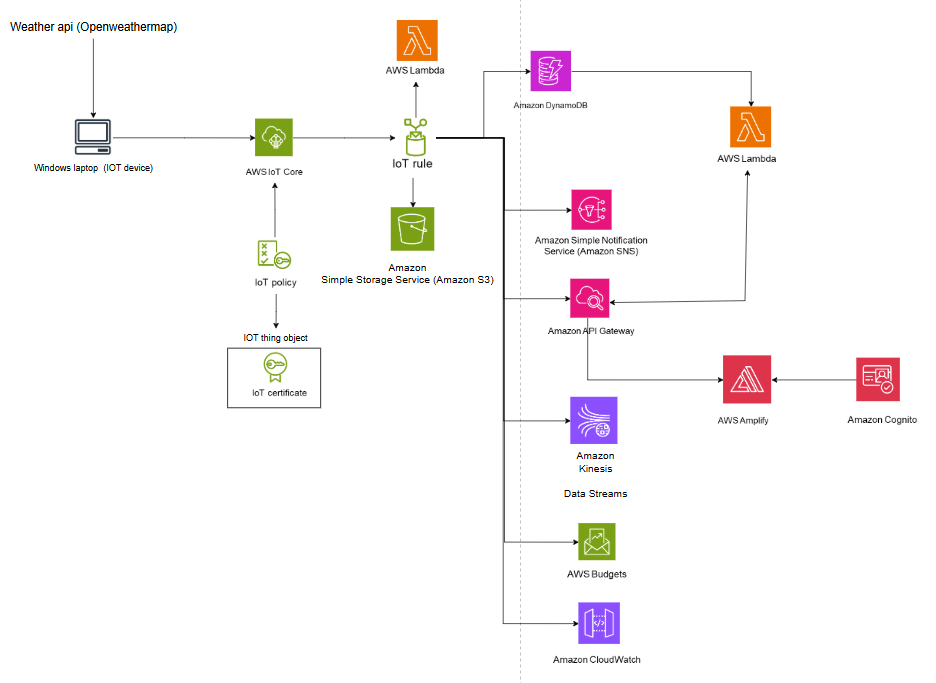 Weather api (Openweathermap)
AWS Lambda
Amazon DynamoDB
AWS Lambda
Windows laptop (IOT device)
AWS IoT Core
IoT rule
Amazon Simple Notification
Service (Amazon SNS)
Amazon
Simple Storage Service (Amazon S3)
IoT policy
Amazon API Gateway
IOT thing object
IoT certificate
AWS Amplify
Amazon Cognito
Amazon
Kinesis
Data Streams
AWS Budgets
Amazon CloudWatch